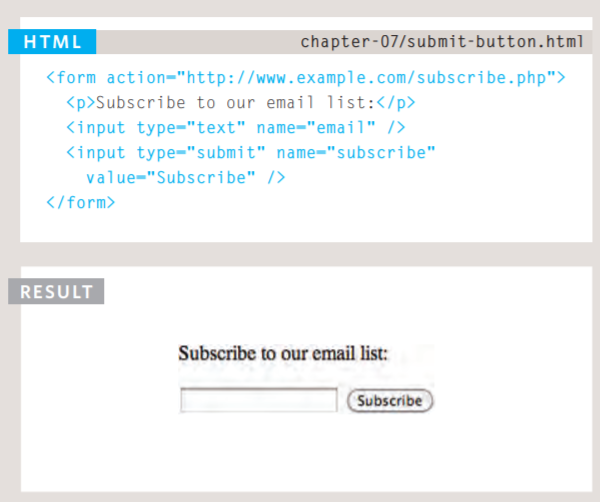 HTML
chapter-07/submit-button.html
<form action="http://www.example.com/subscribe.php">
<p>Subscribe to our email list:</p>
<input type="text" name="email" />
<input type="submit" name="subscribe"
value="Subscribe" />
</form>
RESULT
Subscribe to our email list:
Subscribe